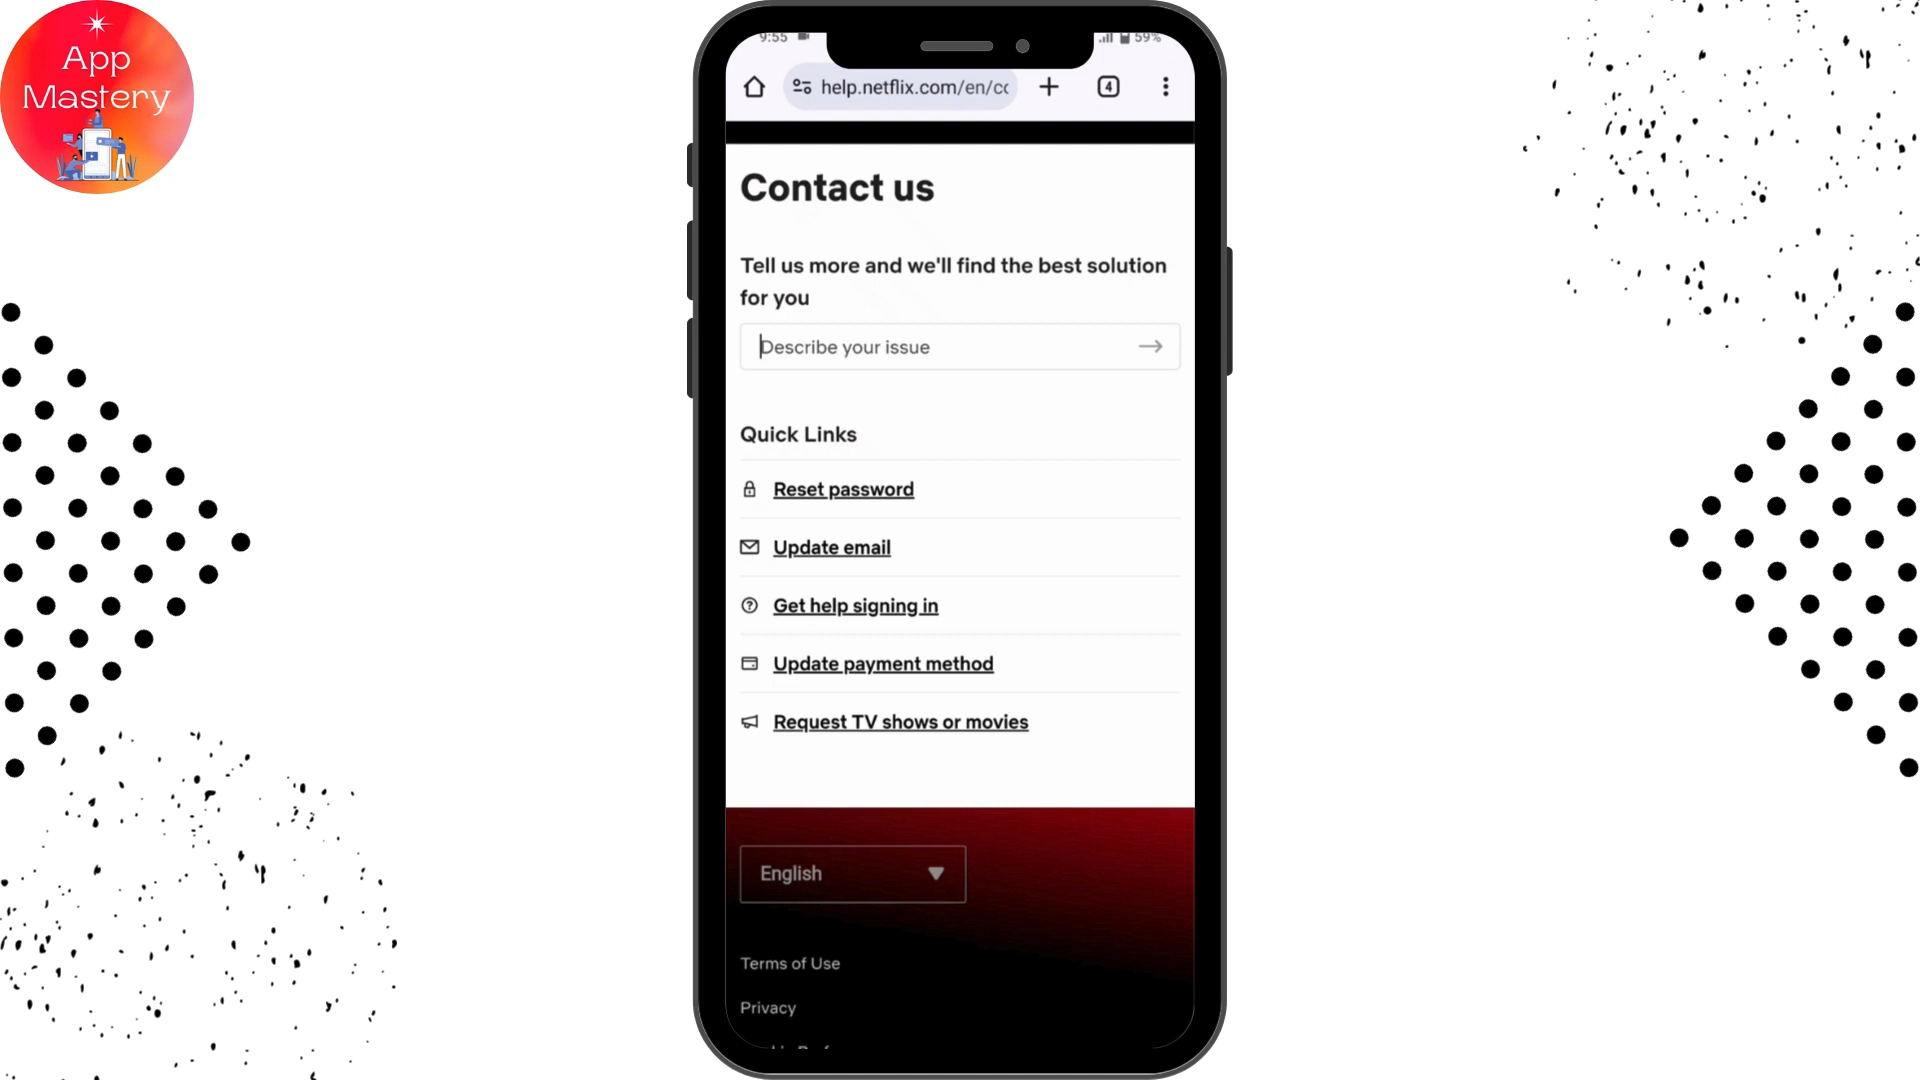 App
Mastery
9:55
59%
help.netflix.com/en/cc
4
Contact us
Tell us more and we'll find the best solution
for you
Describe your issue
Quick Links
Reset password
Update email
Get help signing in
Update payment method
Request TV shows or movies
English
Terms of Use
Privacy